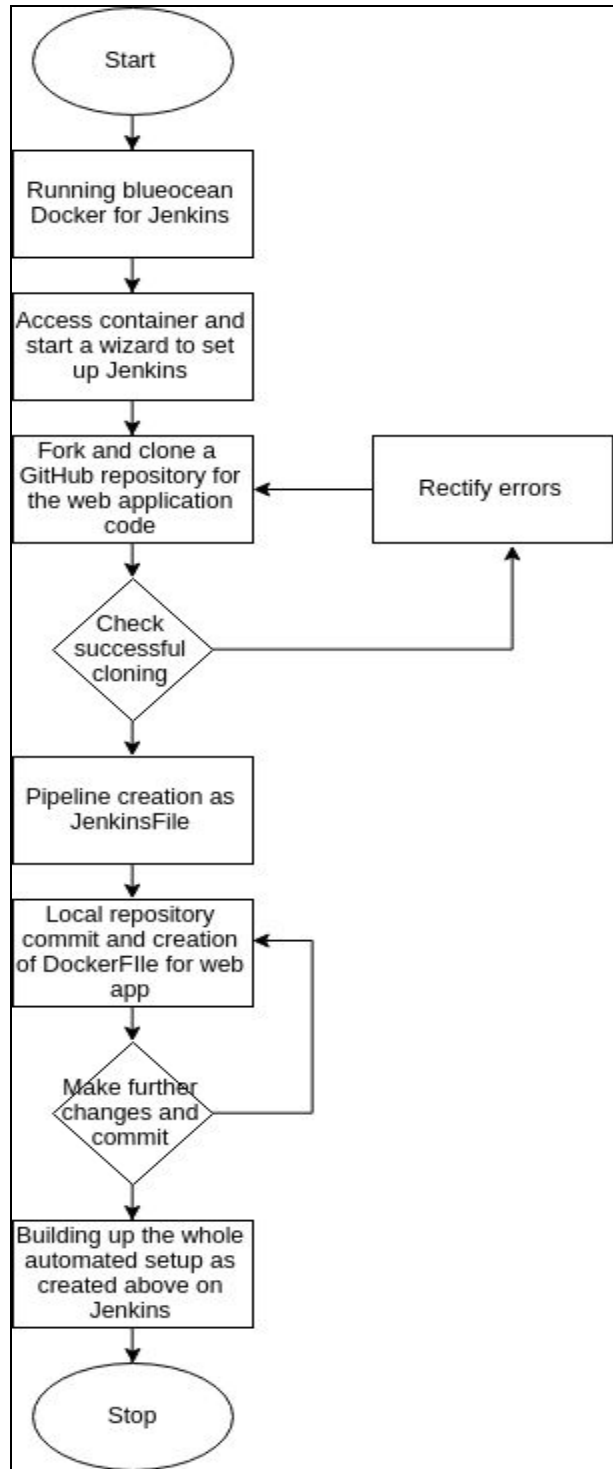 Start
Running blueocean
Docker for Jenkins
Access container and
start a wizard to set
up Jenkins
Fork and clone a
GitHub repository for
the web application
code
Rectify errors
Check
successful
cloning
Pipeline creation as
JenkinsFile
Local repository
commit and creation
of DockerFIle for web
app
Make further
changes and
commit
Building up the whole
automated setup as
created above on
Jenkins
Stop